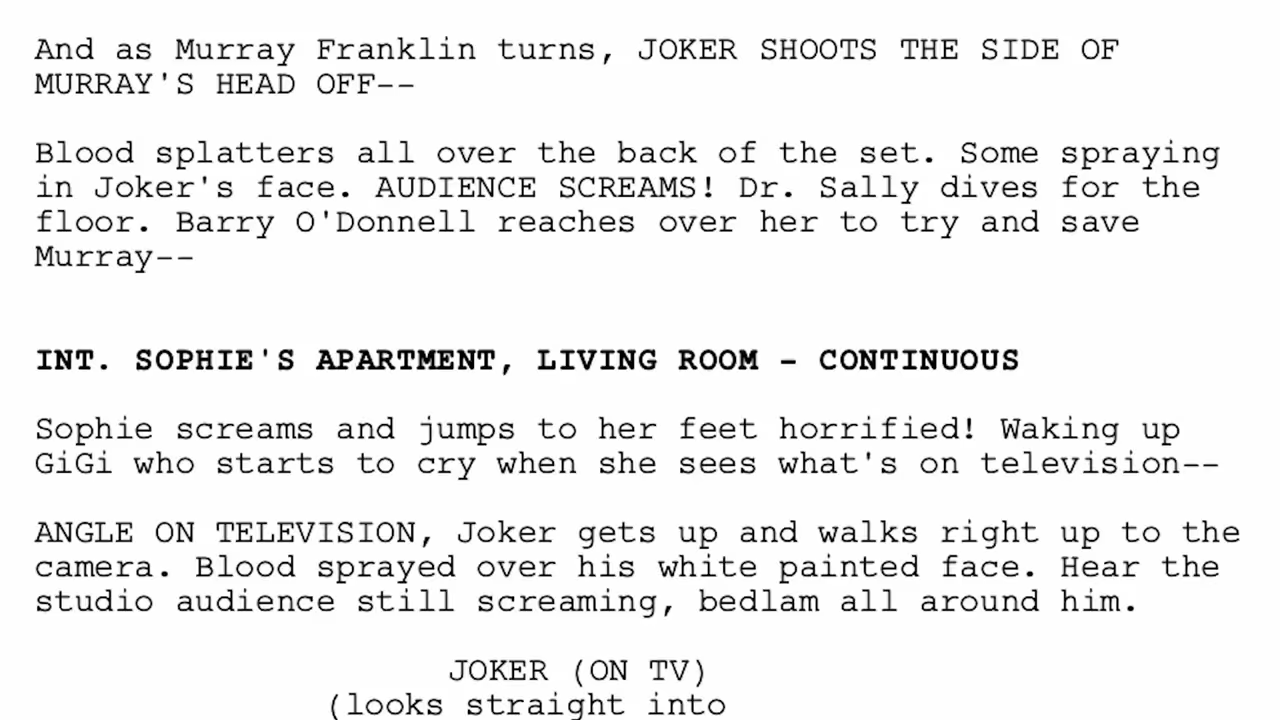 And as Murray Franklin turns, JOKER SHOOTS THE SIDE OF
MURRAY'S HEAD OFF--
Blood splatters all over the back of the set. Some spraying
in Joker's face. AUDIENCE SCREAMS! Dr. Sally dives for the
floor. Barry O'Donnell reaches over her to try and save
Murray--
INT. SOPHIE'S APARTMENT, LIVING ROOM - CONTINUOUS
Sophie screams and jumps to her feet horrified! Waking up
GiGi who starts to cry when she sees what's on television--
ANGLE ON TELEVISION, Joker gets up and walks right up to the
camera. Blood sprayed over his white painted face. Hear the
studio audience still screaming, bedlam all around him.
JOKER (ON TV)
(looks straight into